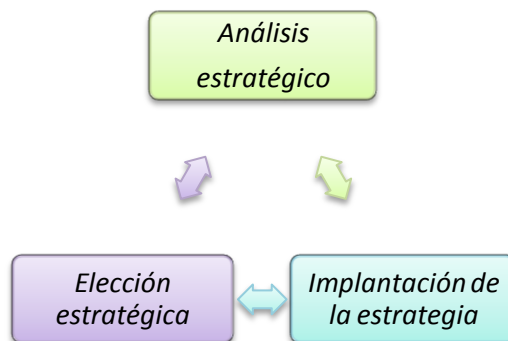 Análisis
estratégico
Elección
estratégica
Implantación de
la estrategia